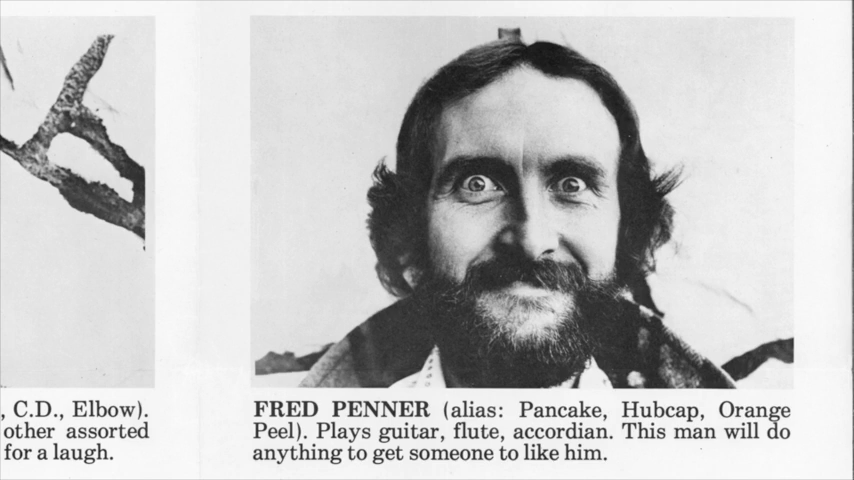 , C.D., Elbow).
other assorted
for a laugh.
FRED PENNER (alias: Pancake, Hubcap, Orange
Peel). Plays guitar, flute, accordian. This man will do
anything to get someone to like him.